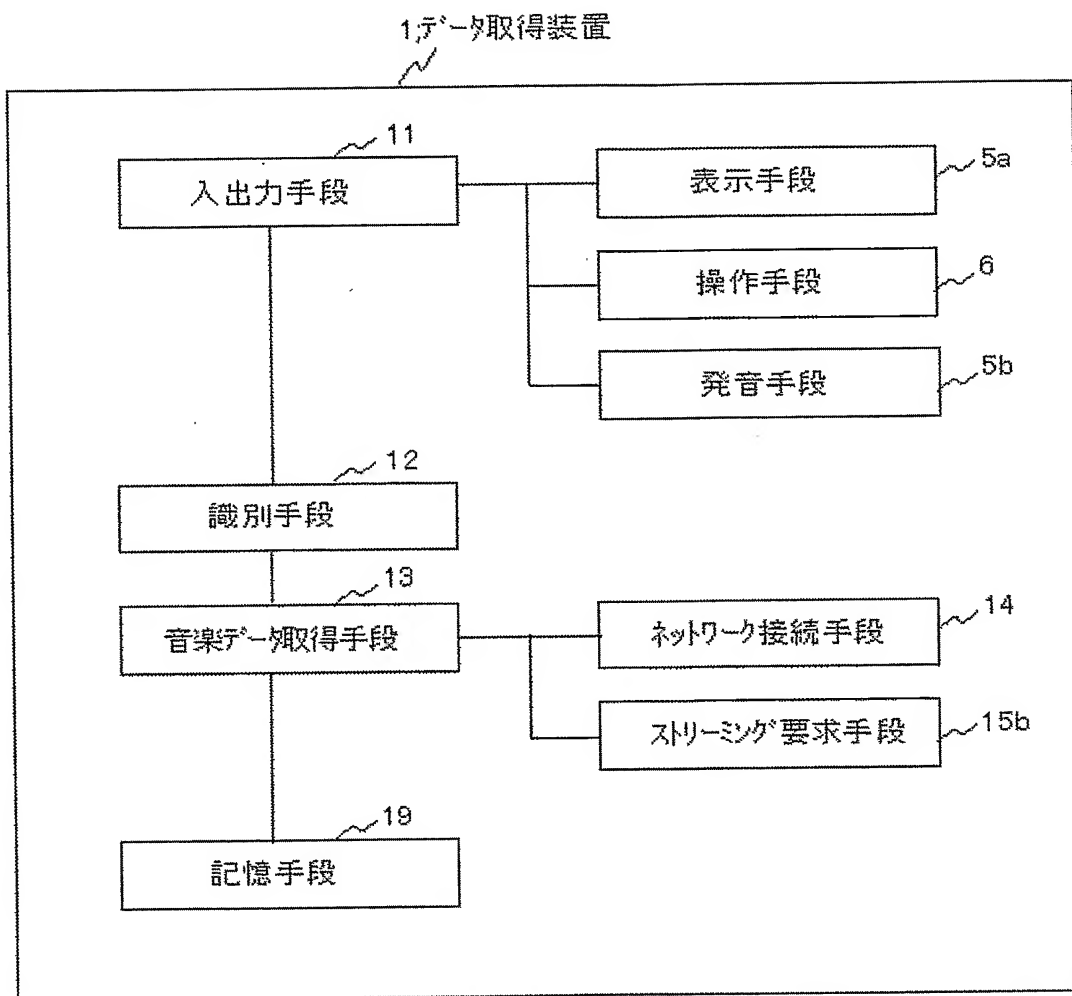 1;データ取得装置
11
入出力手段
5a
表示手段
6
操作手段
5b
発音手段
12
識別手段
13
音楽データ取得手段
14
ネットワーク接続手段
15b
ストリーミング要求手段
19
記憶手段